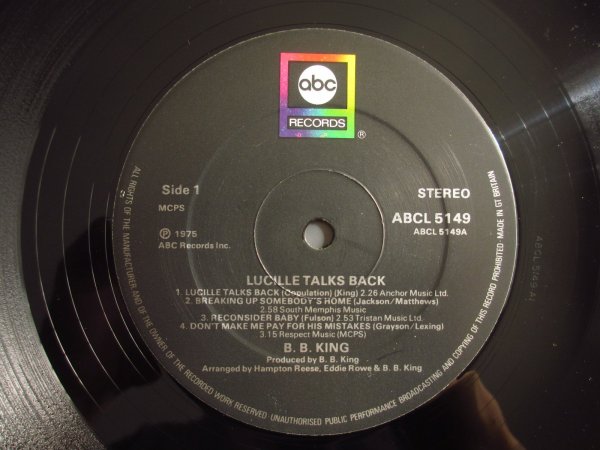 abc
RECORDS
®
Side 1
STEREO
MCPS
ABCL 5149
ABCL 5149A
℗ 1975
ABC Records Inc.
LUCILLE TALKS BACK
1. LUCILLE TALKS BACK (Copulation) (King) 2.26 Anchor Music Ltd.
2. BREAKING UP SOMEBODY'S HOME (Jackson/Matthews)
2.58 South Memphis Music
3. RECONSIDER BABY (Fulson) 2.53 Tristan Music Ltd.
4. DON'T MAKE ME PAY FOR HIS MISTAKES (Grayson/Lexing)
3.15 Respect Music (MCPS)
B. B. KING
Produced by B. B. King
Arranged by Hampton Reese, Eddie Rowe & B. B. King
ALL RIGHTS OF THE MANUFACTURER AND OF THE OWNER OF THE RECORDED WORK RESERVED. UNAUTHORISED PUBLIC PERFORMANCE BROADCASTING AND COPYING OF THIS RECORD PROHIBITED. MADE IN GT BRITAIN
ABCL 5149 A1